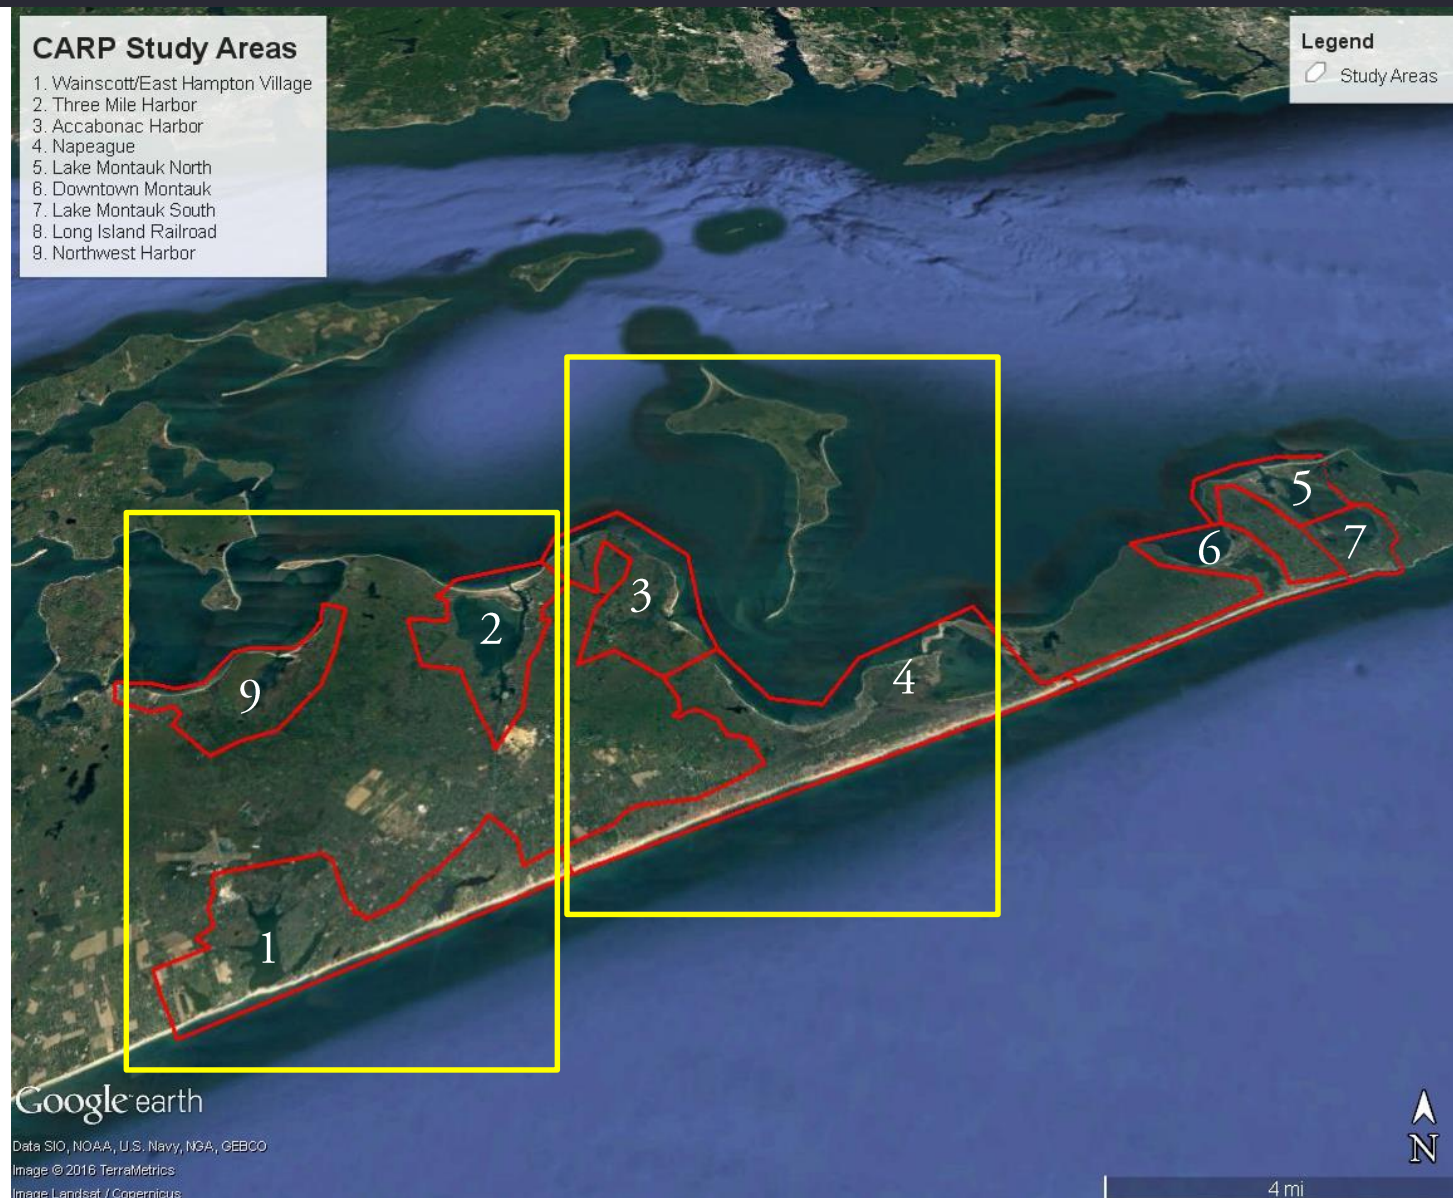 CARP Study Areas
1. Wainscott/East Hampton Village
2. Three Mile Harbor
3. Accabonac Harbor
4. Napeague
5. Lake Montauk North
6. Downtown Montauk
7. Lake Montauk South
8. Long Island Railroad
9. Northwest Harbor
Legend
Study Areas
5
6
7
3
2
4
9
1
Google earth
Data SIO, NOAA, U.S. Navy, NGA, GEBCO
Image © 2016 TerraMetrics
Image Landsat / Copernicus
N
4 mi